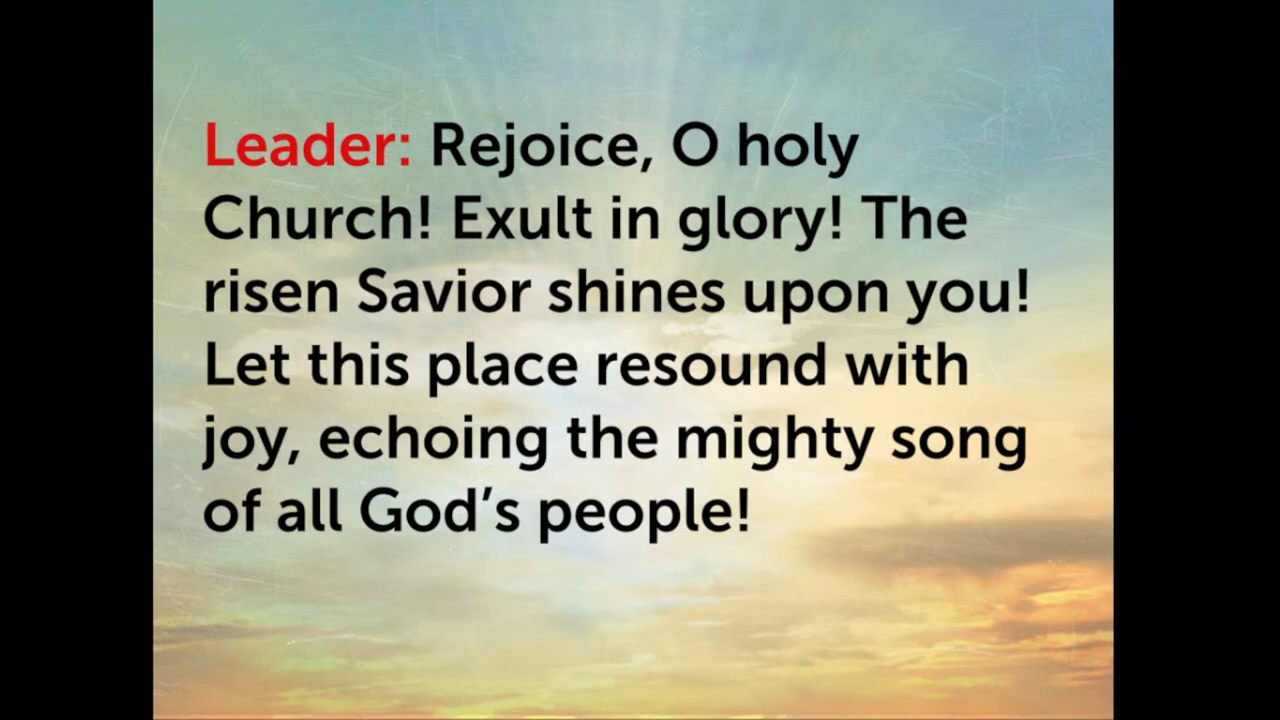 Leader: Rejoice, O holy
Church! Exult in glory! The
risen Savior shines upon you!
Let this place resound with
joy, echoing the mighty song
of all God’s people!